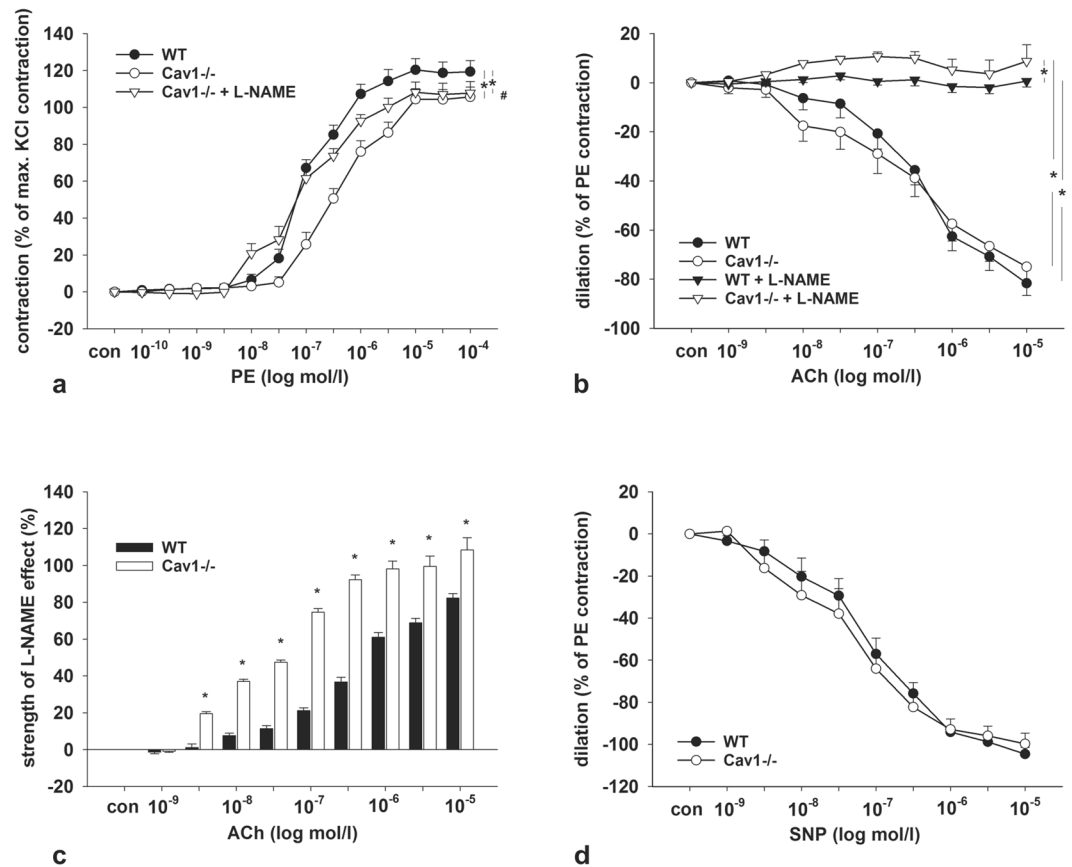 140
120
100
80
60
40
20
0
-20
contraction (% of max. KCl contraction)
WT
Cav1-/-
Cav1-/- + L-NAME
*
*
#
con 10-10 10-9 10-8 10-7 10-6 10-5 10-4
PE (log mol/l)
a
20
0
-20
-40
-60
-80
-100
dilation (% of PE contraction)
WT
Cav1-/-
WT + L-NAME
Cav1-/- + L-NAME
*
*
*
con 10-9 10-8 10-7 10-6 10-5
ACh (log mol/l)
b
140
120
100
80
60
40
20
0
-20
strength of L-NAME effect (%)
WT
Cav1-/-
* * * * * * * *
con 10-9 10-8 10-7 10-6 10-5
ACh (log mol/l)
c
20
0
-20
-40
-60
-80
-100
-120
dilation (% of PE contraction)
WT
Cav1-/-
con 10-9 10-8 10-7 10-6 10-5
SNP (log mol/l)
d